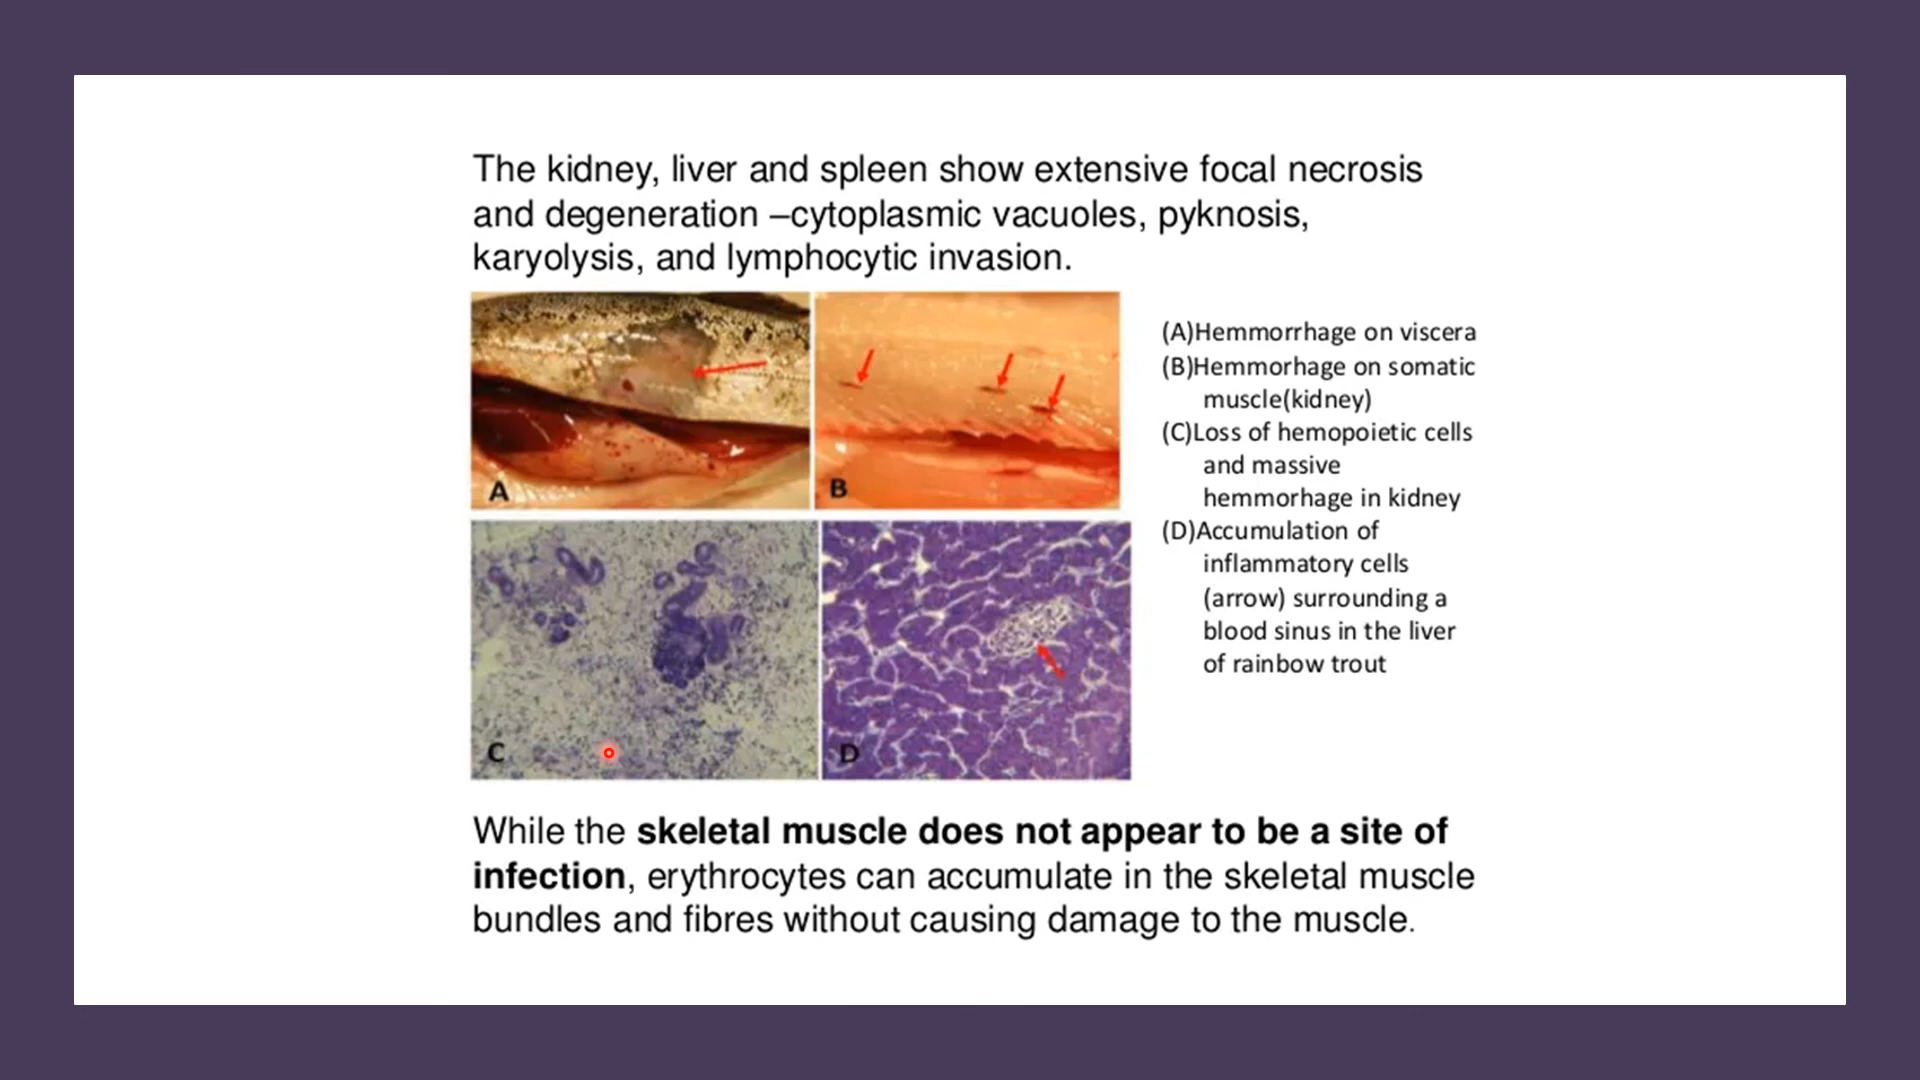 The kidney, liver and spleen show extensive focal necrosis
and degeneration –cytoplasmic vacuoles, pyknosis,
karyolysis, and lymphocytic invasion.
A
B
C
D
(A)Hemmorrhage on viscera
(B)Hemmorhage on somatic
muscle(kidney)
(C)Loss of hemopoietic cells
and massive
hemmorhage in kidney
(D)Accumulation of
inflammatory cells
(arrow) surrounding a
blood sinus in the liver
of rainbow trout
While the skeletal muscle does not appear to be a site of
infection, erythrocytes can accumulate in the skeletal muscle
bundles and fibres without causing damage to the muscle.